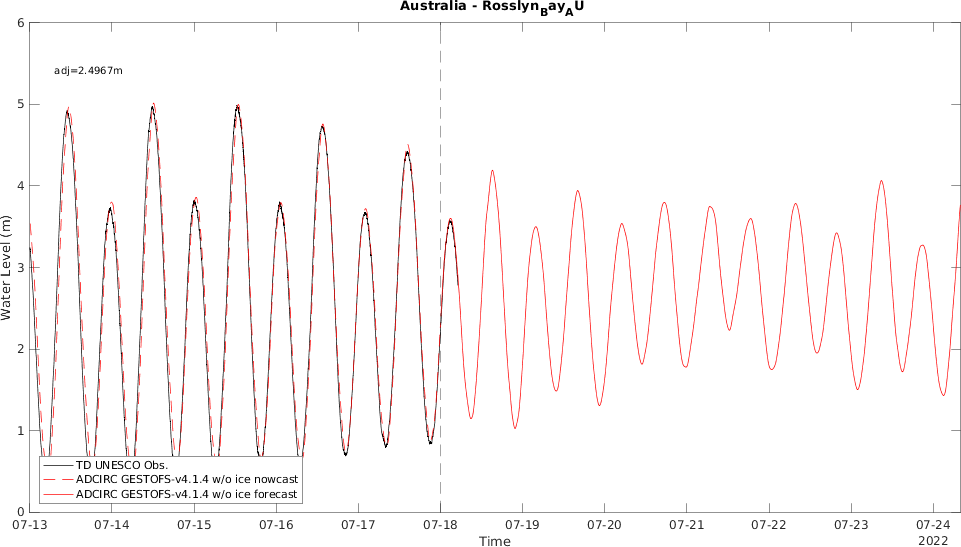 Australia - RosslynBayAU
adj=2.4967m
Water Level (m)
6
5
4
3
2
1
0
TD UNESCO Obs.
ADCIRC GESTOFS-v4.1.4 w/o ice nowcast
ADCIRC GESTOFS-v4.1.4 w/o ice forecast
07-13 07-14 07-15 07-16 07-17 07-18 07-19 07-20 07-21 07-22 07-23 07-24
Time
2022